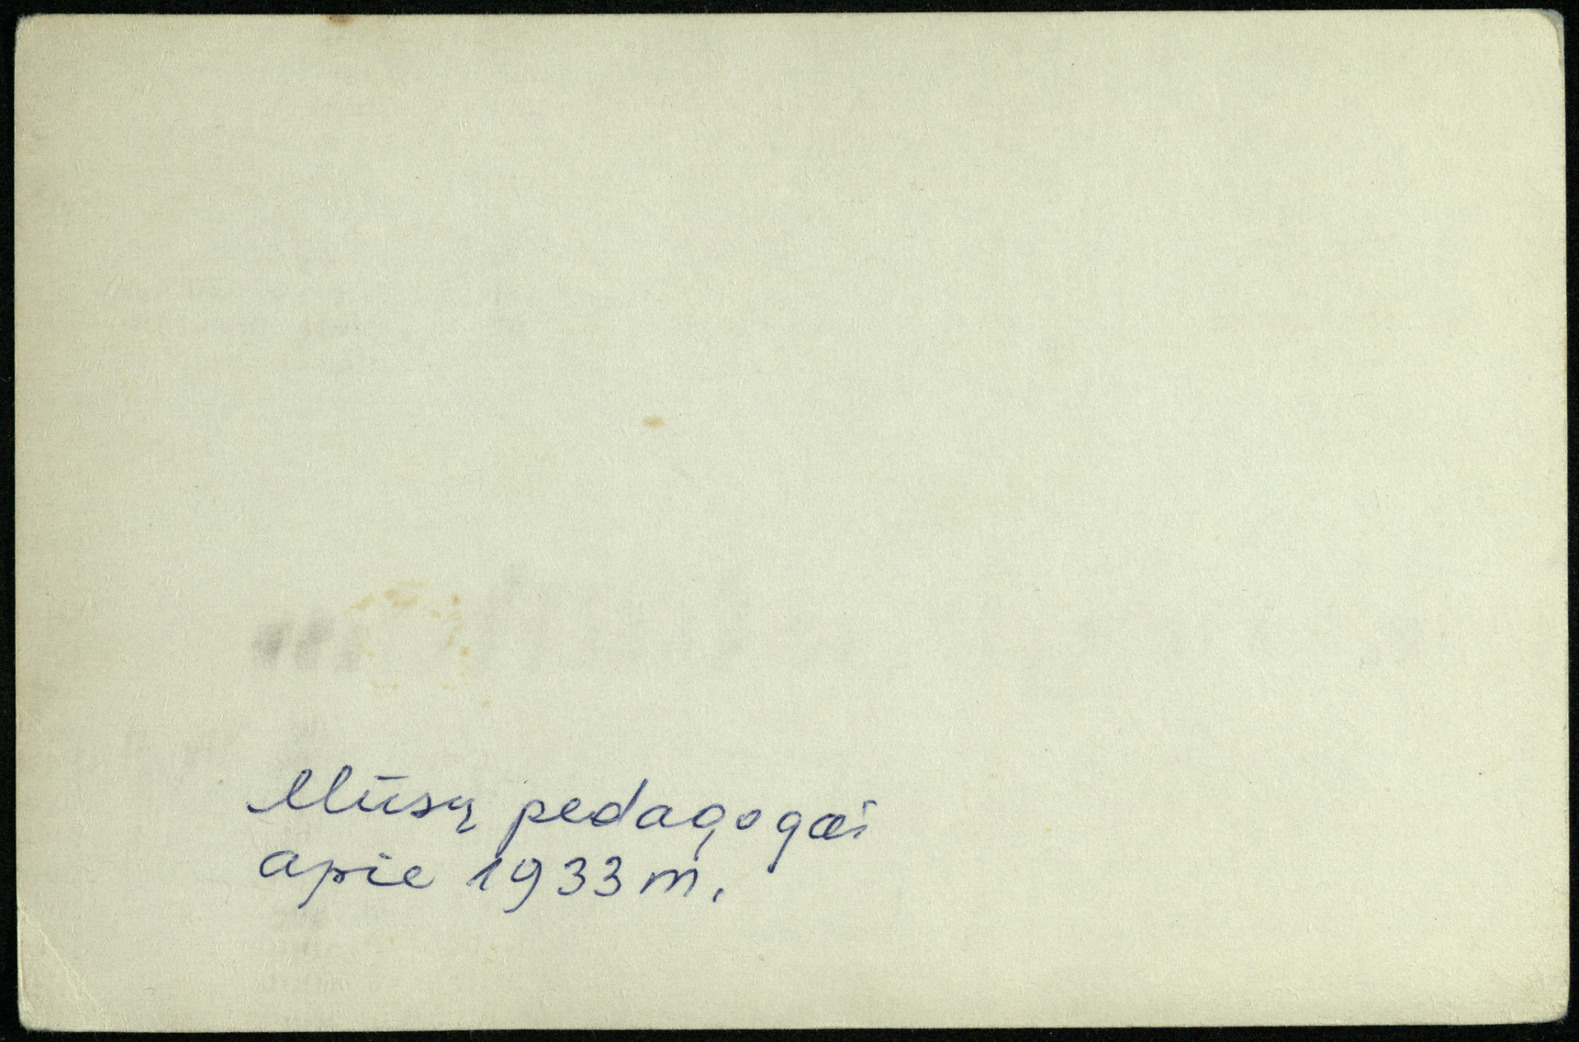 Mūsų pedagogai
apie 1933 m.